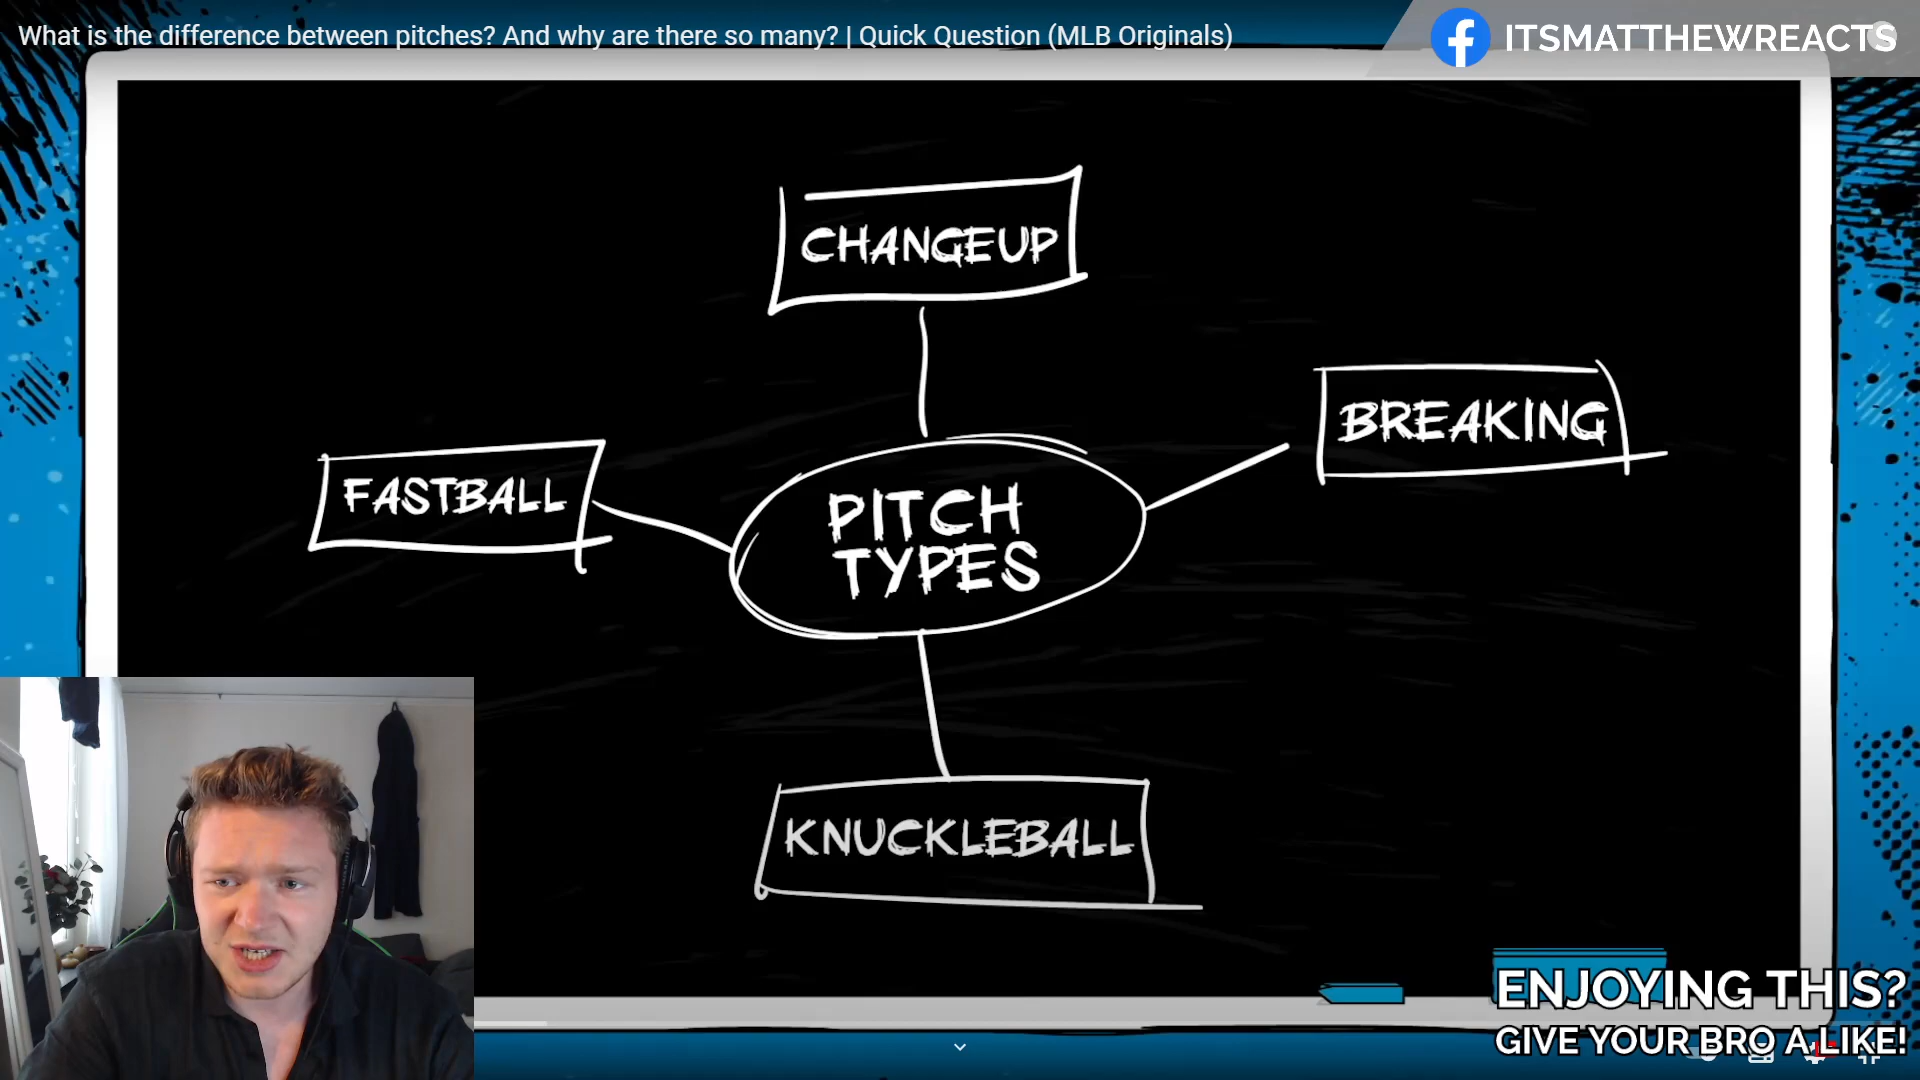 What is the difference between pitches? And why are there so many? | Quick Question (MLB Originals)
ITSMATTHEWREACTS
CHANGEUP
BREAKING
FASTBALL
PITCH
TYPES
KNUCKLEBALL
ENJOYING THIS?
GIVE YOUR BRO A LIKE!